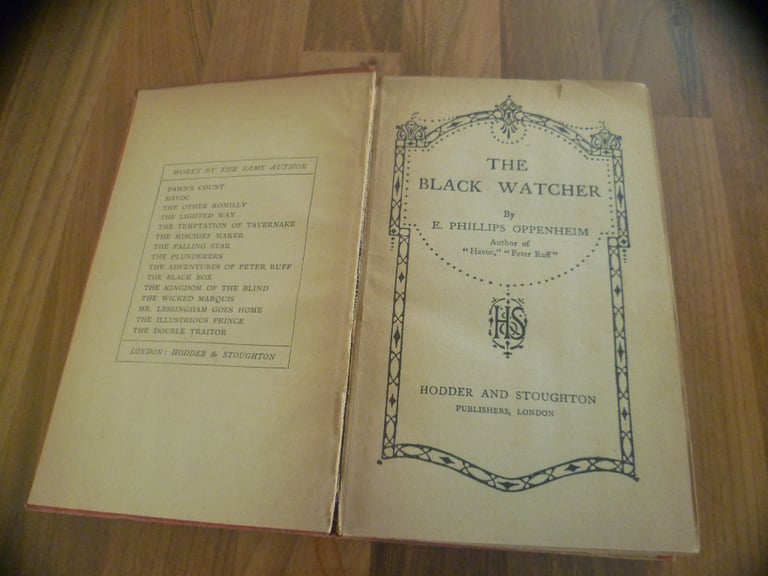 WORKS BY THE SAME AUTHOR
PAWN'S COUNT
HAVOC
THE OTHER ROMILLY
THE LIGHTED WAY
THE TEMPTATION OF TAVERNAKE
THE MISCHIEF MAKER
THE FALLING STAR
THE PLUNDERERS
THE ADVENTURES OF PETER RUFF
THE BLACK BOX
THE KINGDOM OF THE BLIND
THE WICKED MARQUIS
MR. LESSINGHAM GOES HOME
THE ILLUSTRIOUS PRINCE
THE DOUBLE TRAITOR
LONDON: HODDER & STOUGHTON
THE
BLACK WATCHER
By
E. PHILLIPS OPPENHEIM
Author of
"Havoc," "Peter Ruff"
H&S
HODDER AND STOUGHTON
PUBLISHERS, LONDON